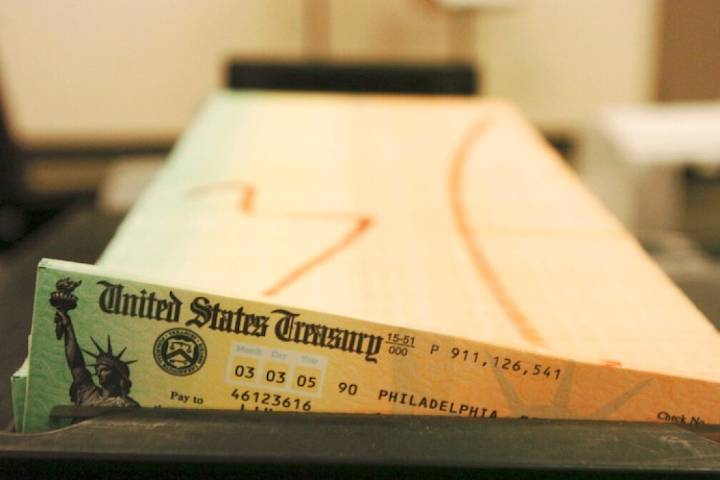 United States Treasury 15-51
000 P 911,126,541
Month Day Year
03 03 05 90 PHILADELPHIA,
Pay to 46123616
Check No.